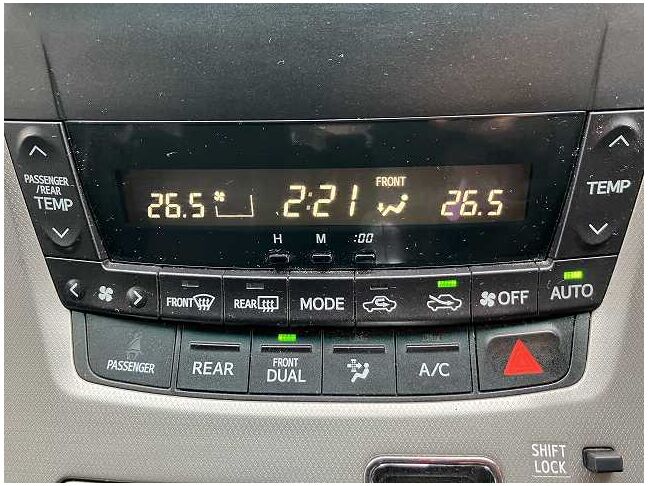 PASSENGER
/REAR
TEMP
26.5 2:21 FRONT 26.5
TEMP
H M :00
FRONT REAR MODE OFF AUTO
PASSENGER
REAR
FRONT
DUAL
A/C
SHIFT
LOCK